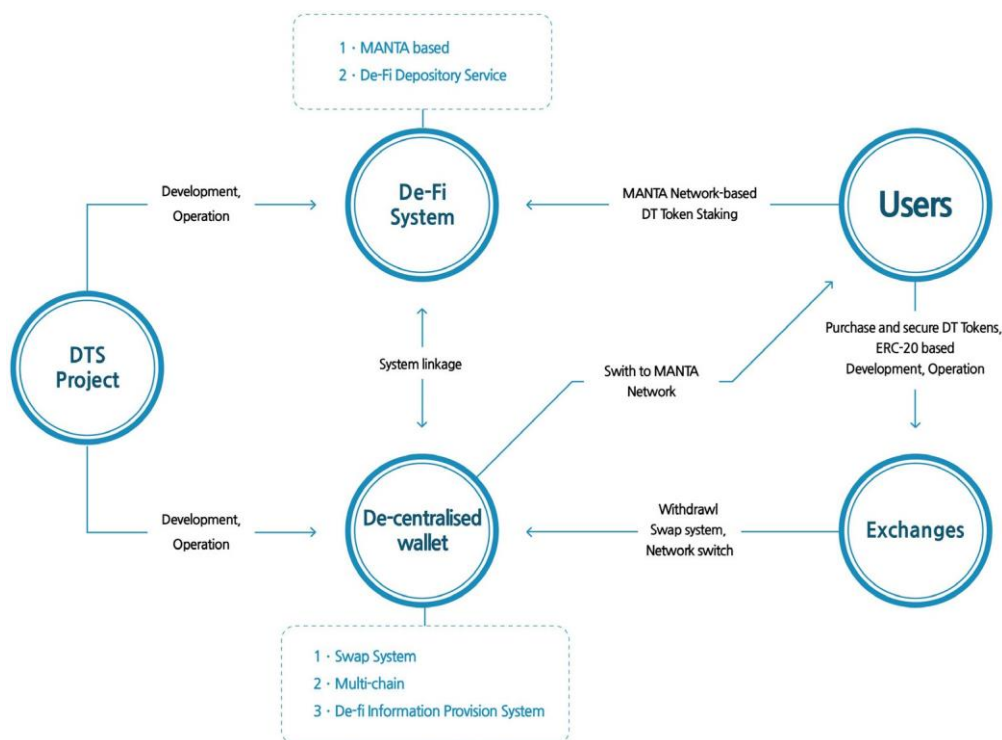 1 · MANTA based
2 · De-Fi Depository Service
Development,
Operation
De-Fi
System
MANTA Network-based
DT Token Staking
Users
DTS
Project
System linkage
Swith to MANTA
Network
Purchase and secure DT Tokens,
ERC-20 based
Development, Operation
Development,
Operation
De-centralised
wallet
Withdrawl
Swap system,
Network switch
Exchanges
1 · Swap System
2 · Multi-chain
3 · De-fi Information Provision System